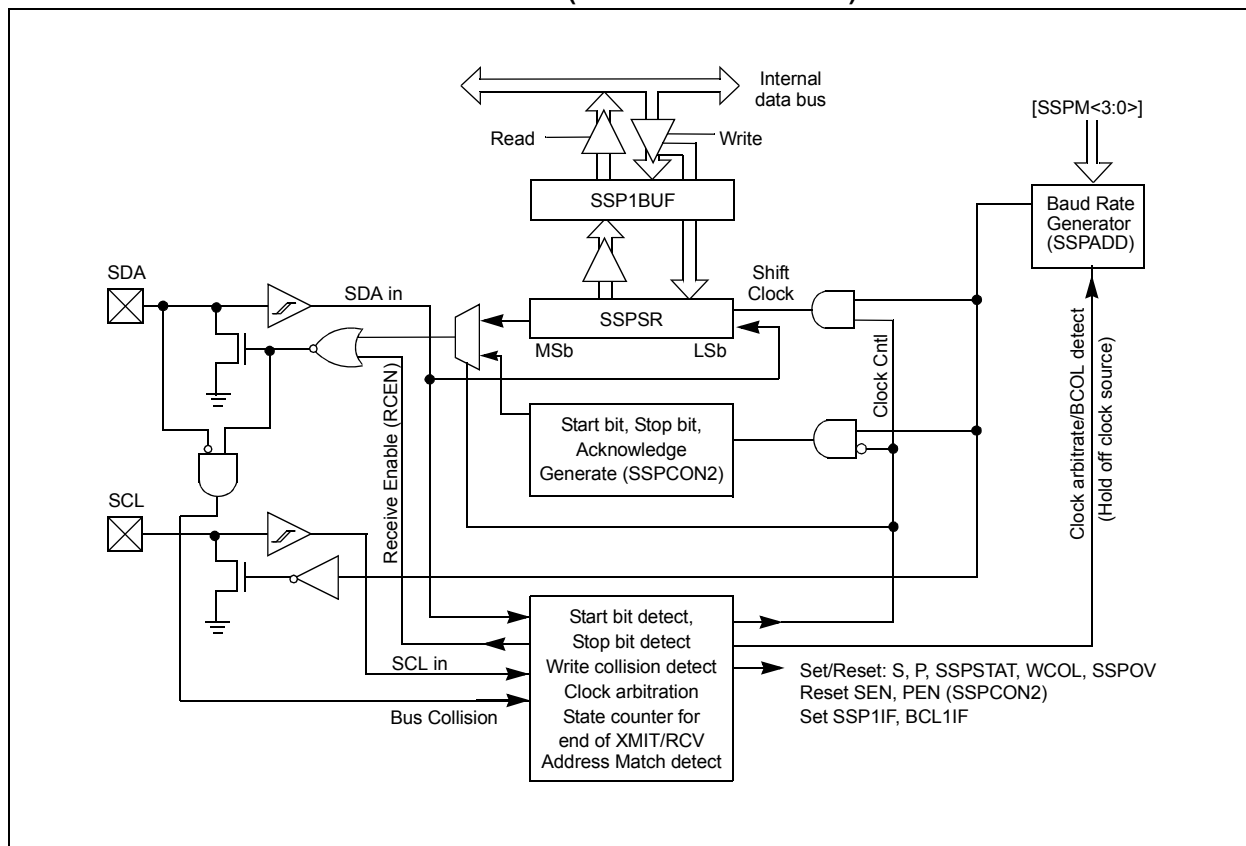 Internal
data bus
[SSPM<3:0>]
Read
Write
SSP1BUF
Baud Rate
Generator
(SSPADD)
SDA
SDA in
Shift
Clock
SSPSR
MSb
LSb
Receive Enable (RCEN)
Clock Cntl
Clock arbitrate/BCOL detect
(Hold off clock source)
Start bit, Stop bit,
Acknowledge
Generate (SSPCON2)
SCL
SCL in
Bus Collision
Start bit detect,
Stop bit detect
Write collision detect
Clock arbitration
State counter for
end of XMIT/RCV
Address Match detect
Set/Reset: S, P, SSPSTAT, WCOL, SSPOV
Reset SEN, PEN (SSPCON2)
Set SSP1IF, BCL1IF